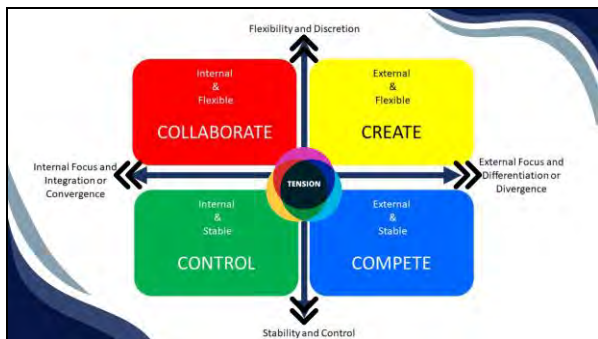 Flexibility and Discretion
Internal
&
Flexible
COLLABORATE
External
&
Flexible
CREATE
Internal Focus and
Integration or
Convergence
TENSION
External Focus and
Differentiation or
Divergence
Internal
&
Stable
CONTROL
External
&
Stable
COMPETE
Stability and Control